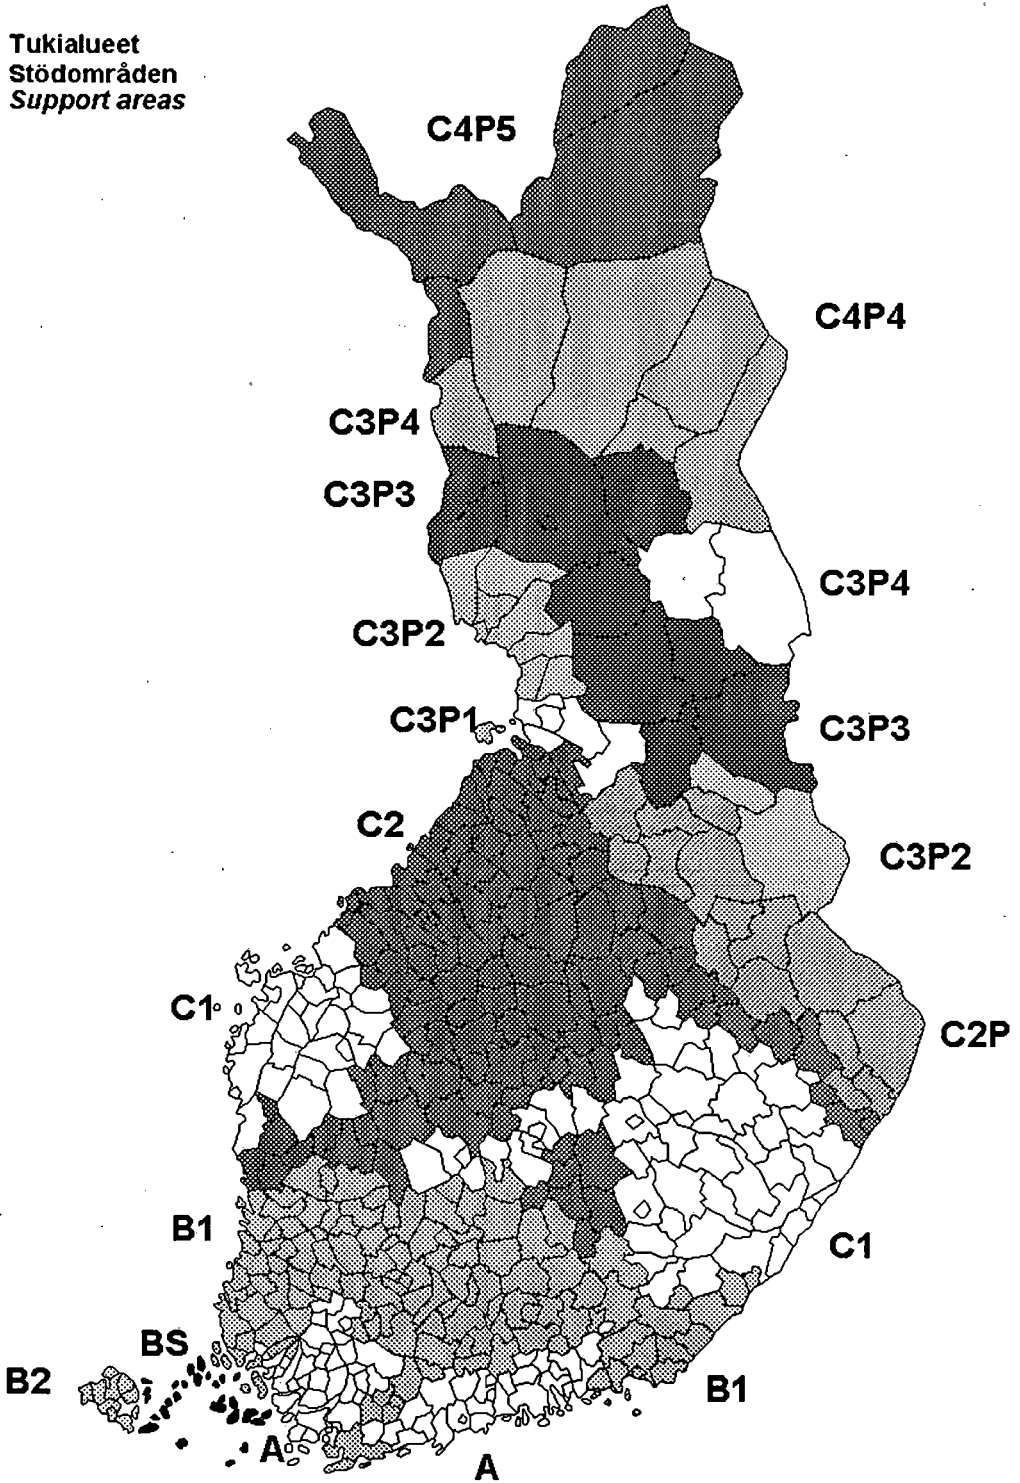 Tukialueet
Stödområden
Support areas
C4P5
C4P4
C3P4
C3P3
C3P4
C3P2
C3P1
C3P3
C2
C3P2
C1
C2P
B1
C1
BS
B2
B1
A
A